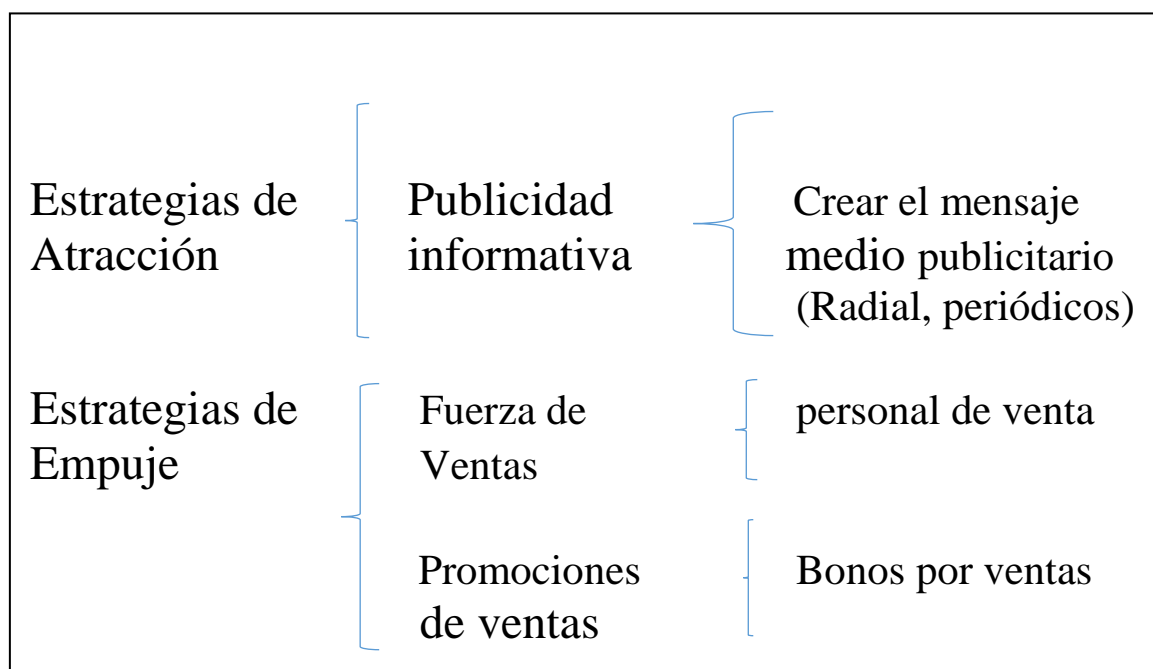 Estrategias de
Atracción
Publicidad
informativa
Crear el mensaje
medio publicitario
(Radial, periódicos)
Estrategias de
Empuje
Fuerza de
Ventas
personal de venta
Promociones
de ventas
Bonos por ventas